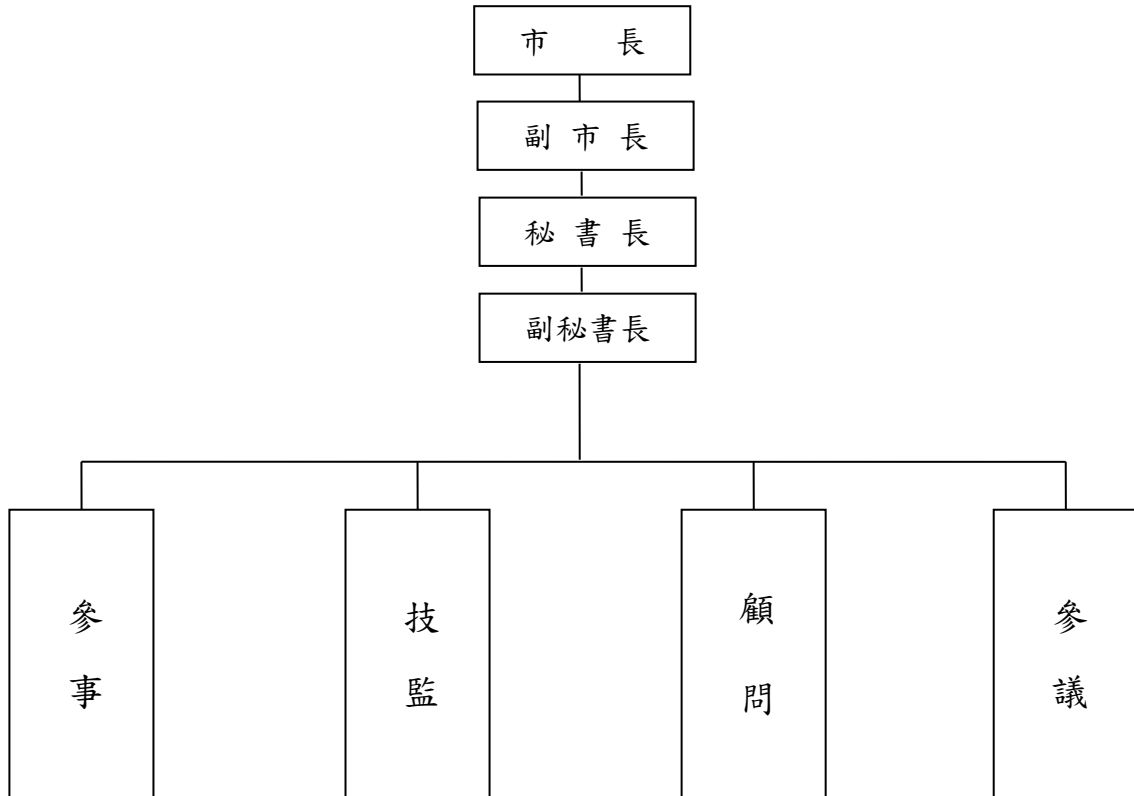 市 長
副 市 長
秘 書 長
副秘書長
參事
技監
顧問
參議